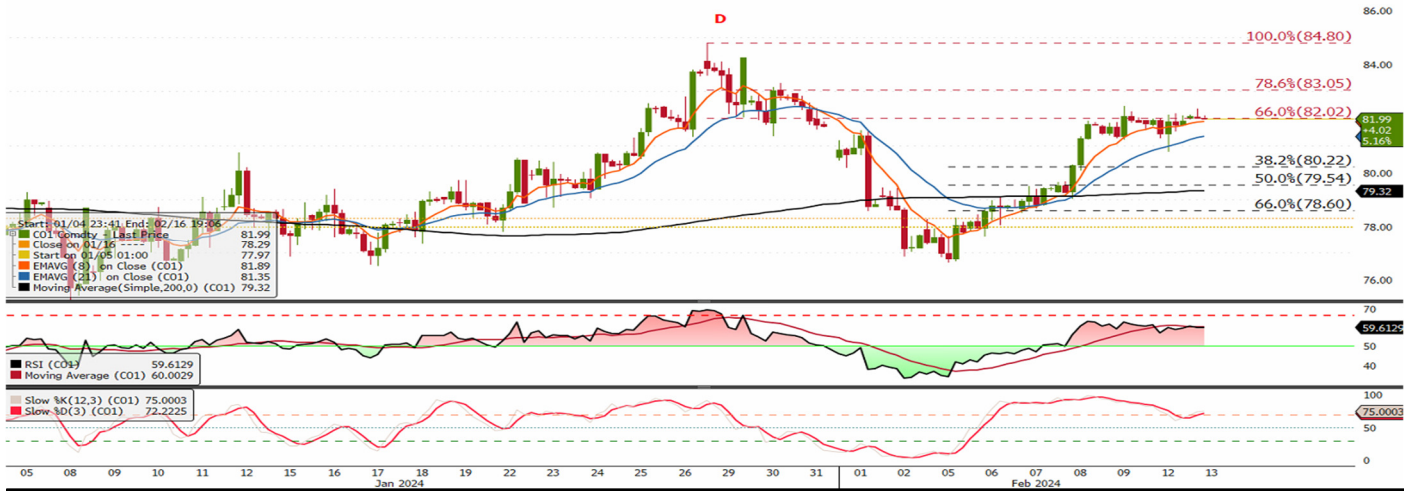 D
86.00
84.00
80.00
78.00
76.00
100.0%(84.80)
78.6%(83.05)
66.0%(82.02)
38.2%(80.22)
50.0%(79.54)
66.0%(78.60)
81.99
+4.02
5.16%
79.32
Start: 01/04 23:41 End: 02/16 19:06
CO1 Comdty - Last Price 81.99
Close on 01/16 ---- 78.29
Start on 01/05 01:00 77.97
EMAVG (8) on Close (CO1) 81.89
EMAVG (21) on Close (CO1) 81.35
Moving Average(Simple,200,0) (CO1) 79.32
70
59.6129
50
40
RSI (CO1) 59.6129
Moving Average (CO1) 60.0029
Slow %K(12,3) (CO1) 75.0003
Slow %D(3) (CO1) 72.2225
100
75.0003
50
0
05 08 09 10 11 12 15 16 17 18 19 22 23 24 25 26 29 30 31 01 02 05 06 07 08 09 12 13
Jan 2024 Feb 2024